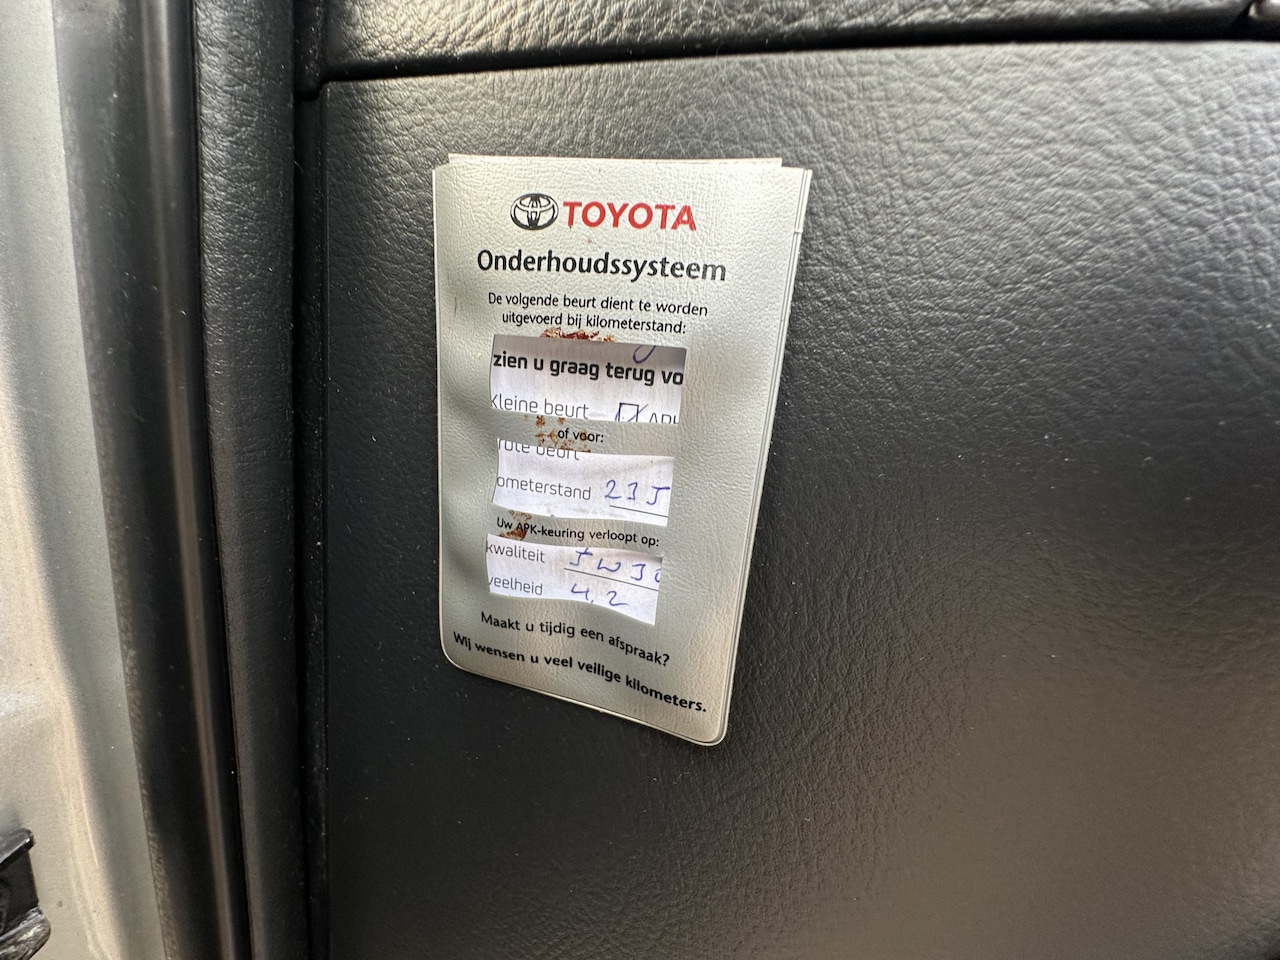 TOYOTA
Onderhoudssysteem
De volgende beurt dient te worden
uitgevoerd bij kilometerstand:
zien u graag terug vo
Kleine beurt
of voor:
ometerstand 23
Uw APK-keuring verloopt op:
kwaliteit
veelheid 4,2
Maakt u tijdig een afspraak?
Wij wensen u veel veilige kilometers.